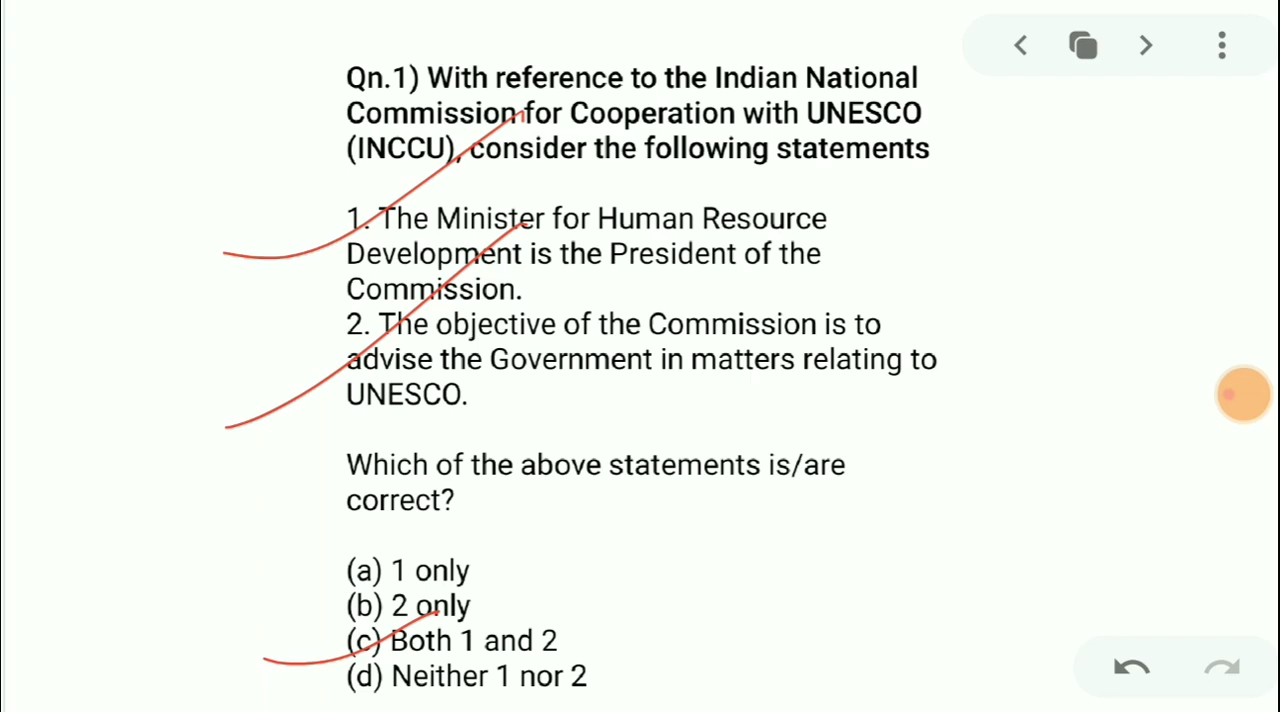 Qn.1) With reference to the Indian National
Commission for Cooperation with UNESCO
(INCCU), consider the following statements
1. The Minister for Human Resource
Development is the President of the
Commission.
2. The objective of the Commission is to
advise the Government in matters relating to
UNESCO.
Which of the above statements is/are
correct?
(a) 1 only
(b) 2 only
(c) Both 1 and 2
(d) Neither 1 nor 2